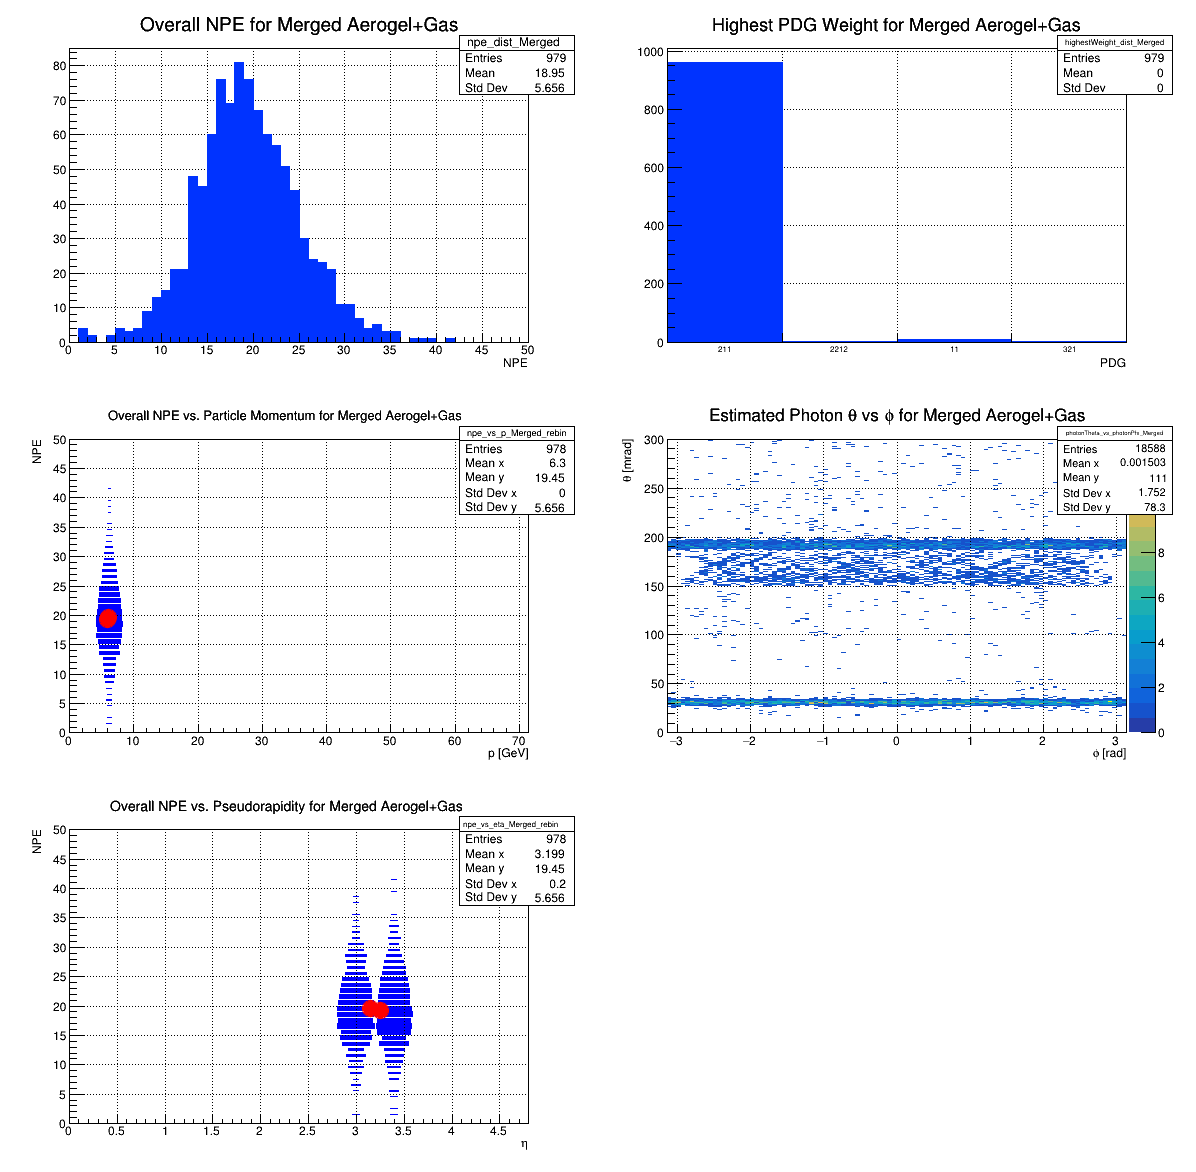 Overall NPE for Merged Aerogel+Gas
npe_dist_Merged
Entries 979
Mean 18.95
Std Dev 5.656
80
70
60
50
40
30
20
10
0
0 5 10 15 20 25 30 35 40 45 50
NPE
Highest PDG Weight for Merged Aerogel+Gas
highestWeight_dist_Merged
Entries 979
Mean 0
Std Dev 0
1000
800
600
400
200
0
211 2212 11 321
PDG
Overall NPE vs. Particle Momentum for Merged Aerogel+Gas
npe_vs_p_Merged_rebin
Entries 978
Mean x 6.3
Mean y 19.45
Std Dev x 0
Std Dev y 5.656
NPE
50
45
40
35
30
25
20
15
10
5
0
0 10 20 30 40 50 60 70
p [GeV]
Estimated Photon θ vs ϕ for Merged Aerogel+Gas
photonTheta_vs_photonPhi_Merged
Entries 18588
Mean x 0.001503
Mean y 111
Std Dev x 1.752
Std Dev y 78.3
θ [mrad]
300
250
200
150
100
50
0
−3 −2 −1 0 1 2 3
ϕ [rad]
8
6
4
2
0
Overall NPE vs. Pseudorapidity for Merged Aerogel+Gas
npe_vs_eta_Merged_rebin
Entries 978
Mean x 3.199
Mean y 19.45
Std Dev x 0.2
Std Dev y 5.656
NPE
50
45
40
35
30
25
20
15
10
5
0
0 0.5 1 1.5 2 2.5 3 3.5 4 4.5
η